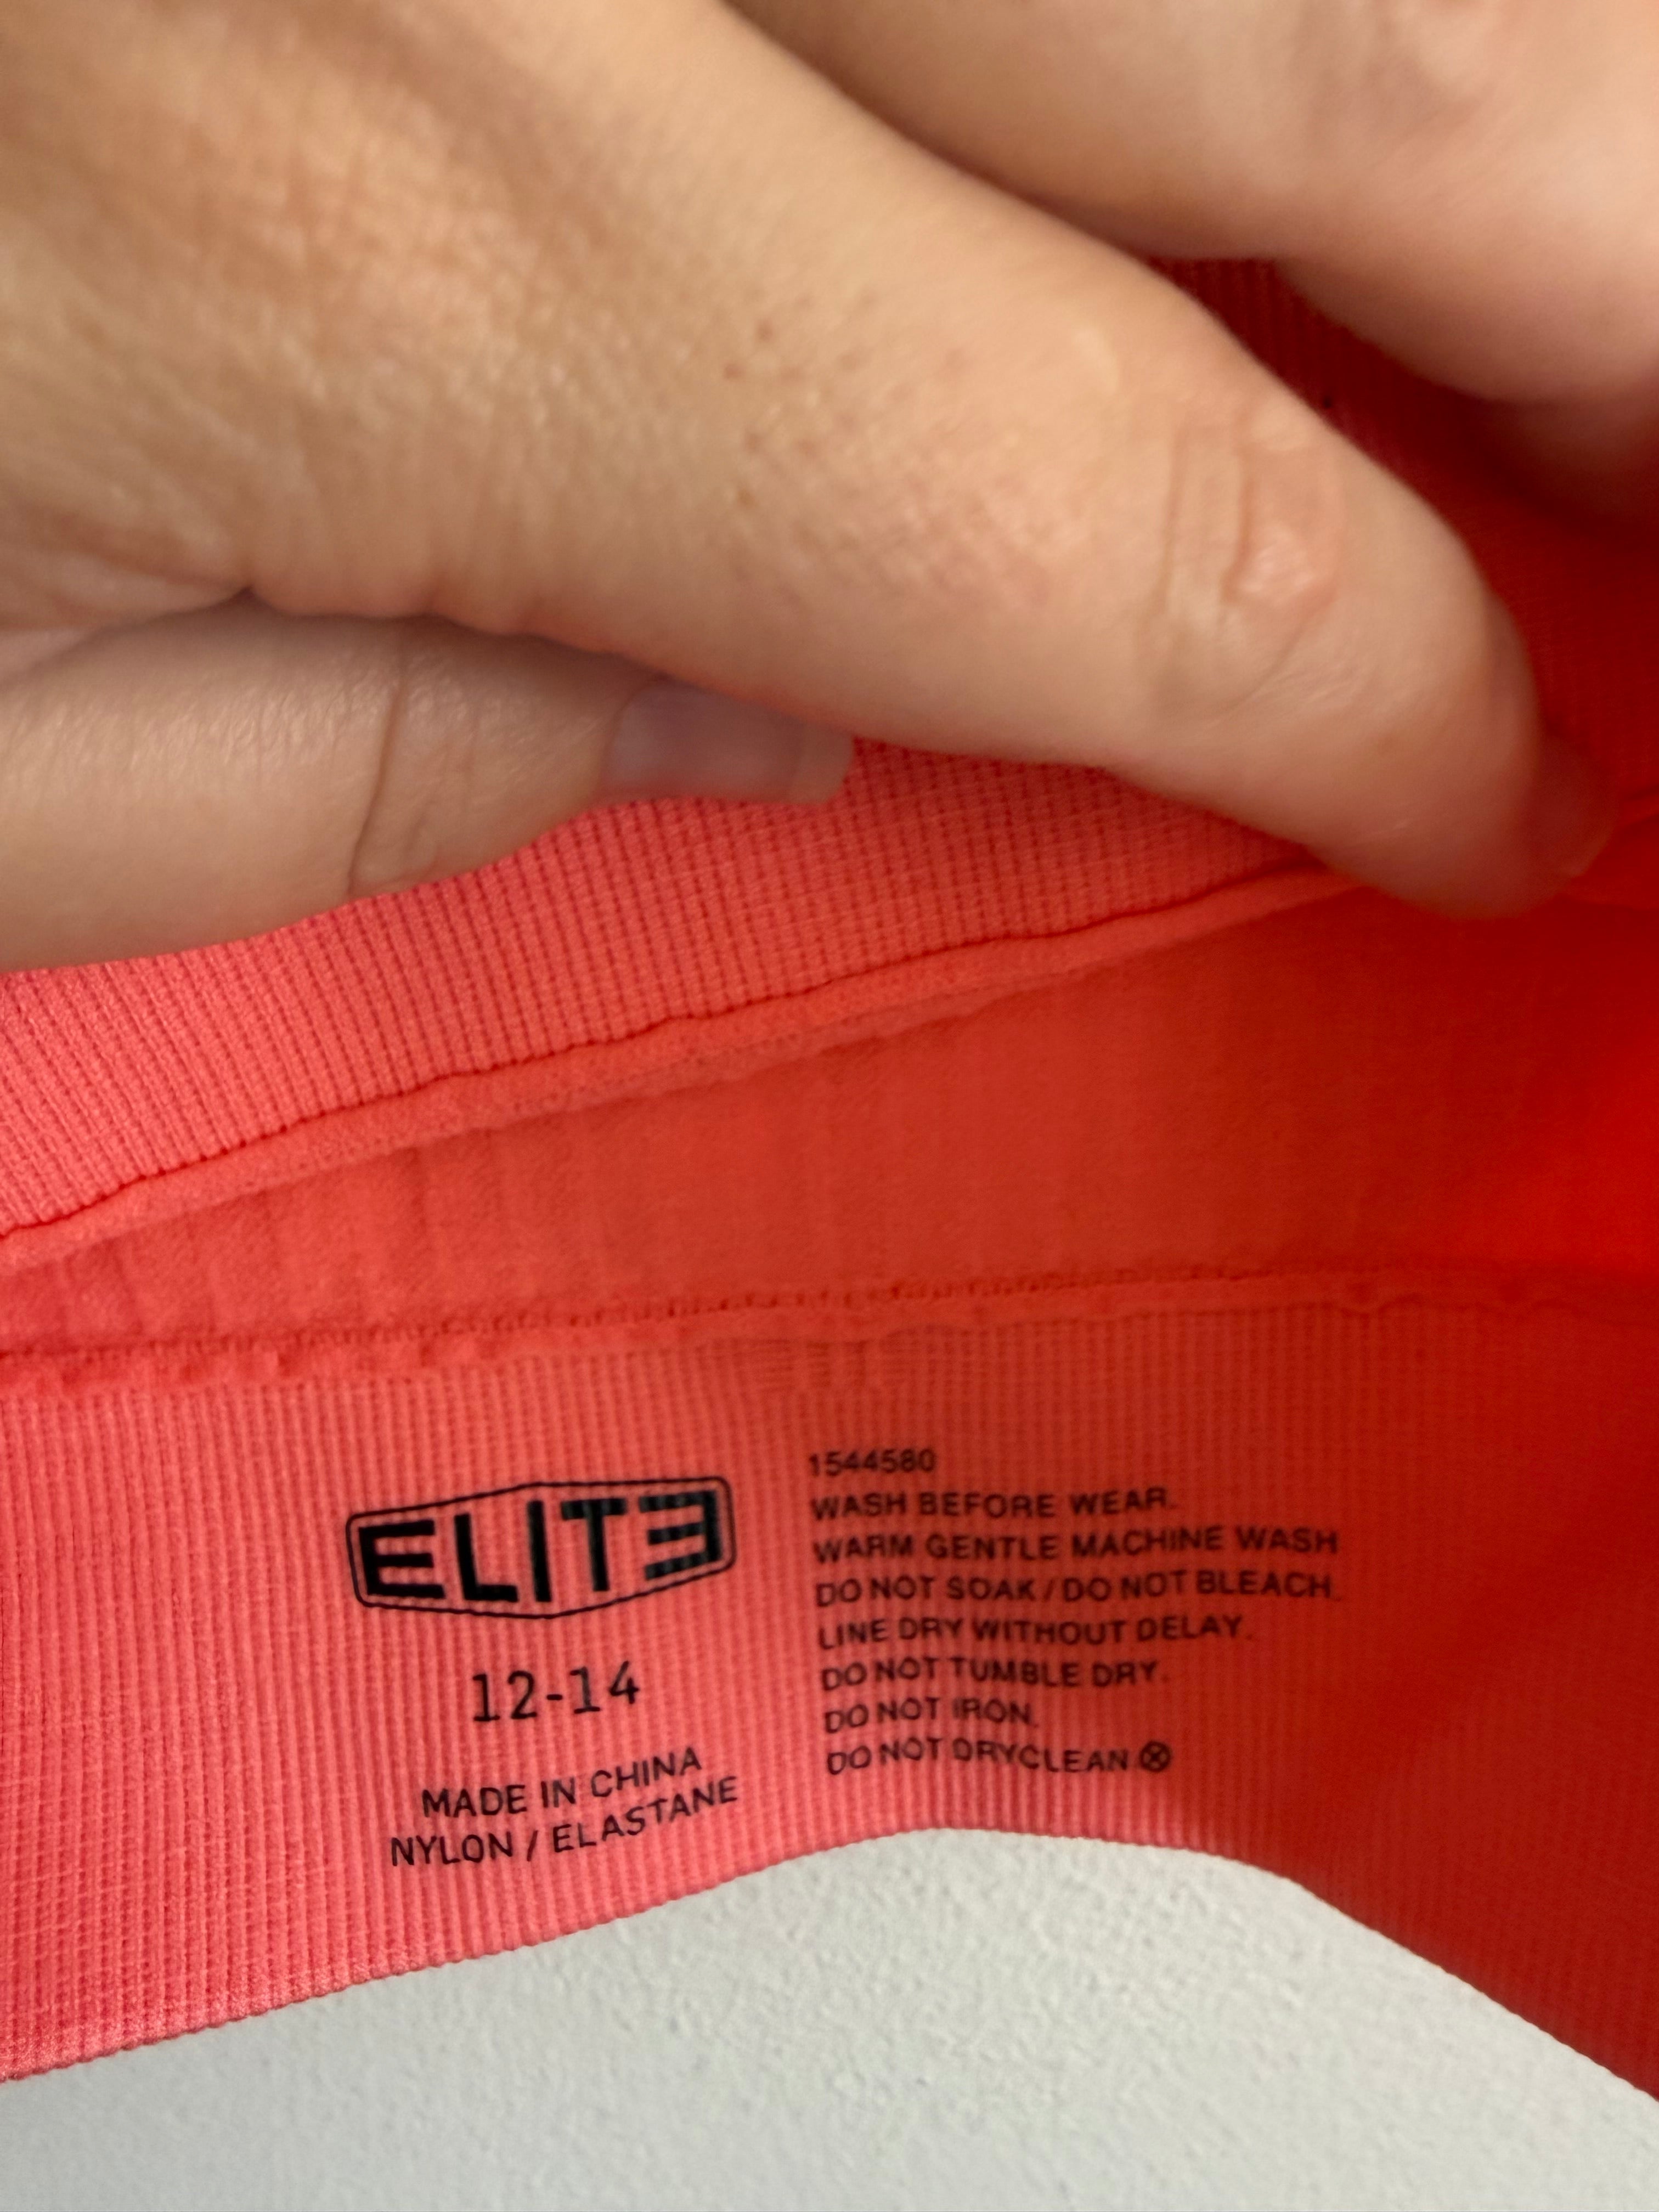 ELITE
12-14
MADE IN CHINA
NYLON / ELASTANE
1544580
WASH BEFORE WEAR.
WARM GENTLE MACHINE WASH
DO NOT SOAK / DO NOT BLEACH.
LINE DRY WITHOUT DELAY.
DO NOT TUMBLE DRY.
DO NOT IRON.
DO NOT DRYCLEAN